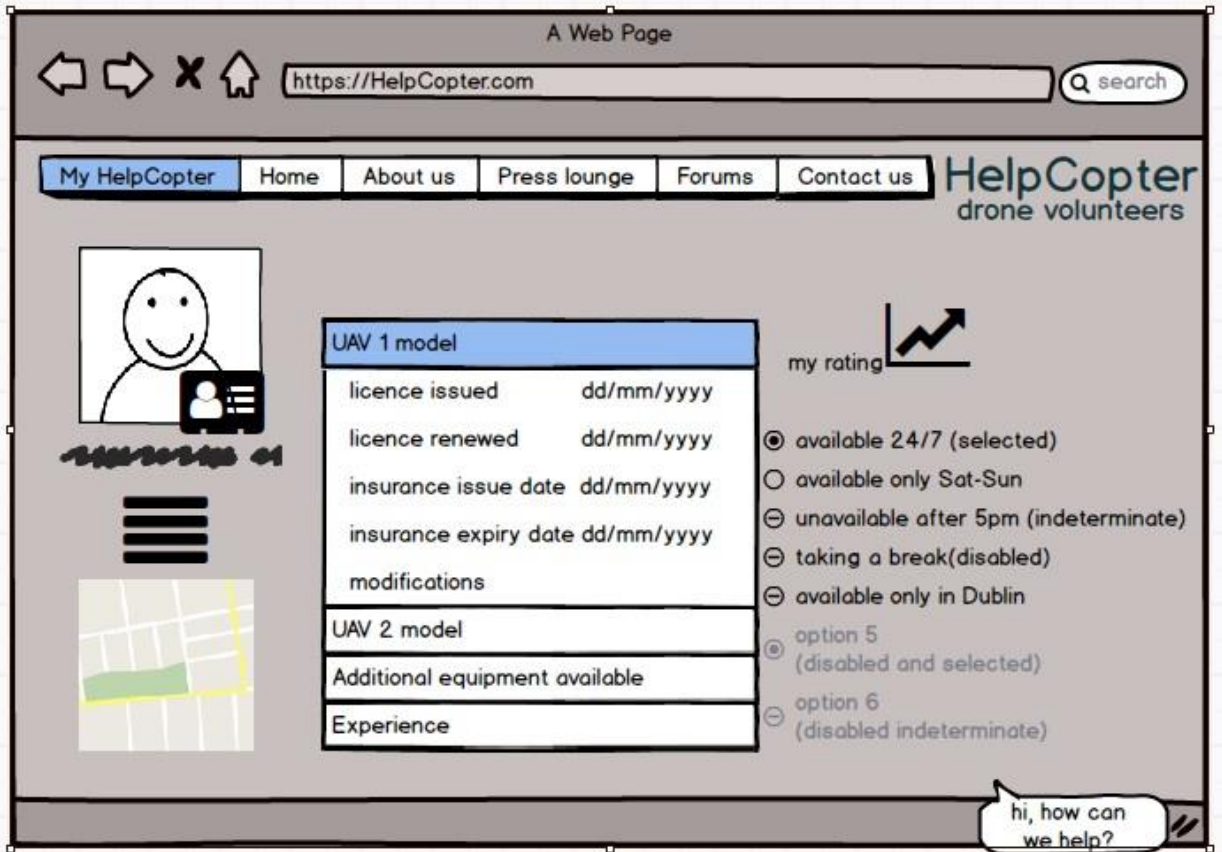 A Web Page
https://HelpCopter.com
search
My HelpCopter Home About us Press lounge Forums Contact us
HelpCopter
drone volunteers
UAV 1 model
licence issued dd/mm/yyyy
licence renewed dd/mm/yyyy
insurance issue date dd/mm/yyyy
insurance expiry date dd/mm/yyyy
modifications
UAV 2 model
Additional equipment available
Experience
my rating
available 24/7 (selected)
available only Sat-Sun
unavailable after 5pm (indeterminate)
taking a break(disabled)
available only in Dublin
option 5
(disabled and selected)
option 6
(disabled indeterminate)
hi, how can
we help?